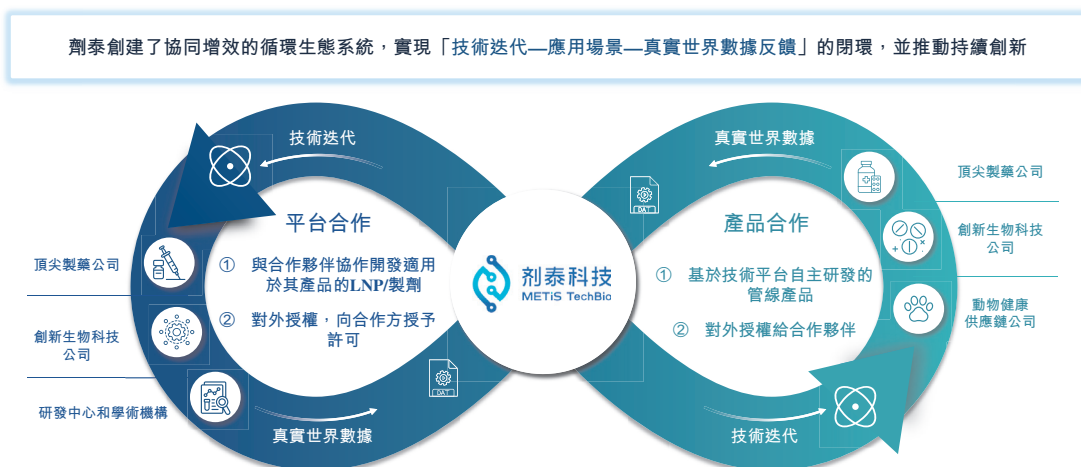 劑泰創建了協同增效的循環生態系統，實現「技術迭代—應用場景—真實世界數據反饋」的閉環，並推動持續創新
技術迭代
平台合作
① 與合作夥伴協作開發適用
於其產品的LNP/製劑
② 對外授權，向合作方授予
許可
頂尖製藥公司
創新生物科技
公司
研發中心和學術機構
真實世界數據
DAT
剂泰科技
METiS TechBio
真實世界數據
DAT
產品合作
① 基於技術平台自主研發的
管線產品
② 對外授權給合作夥伴
頂尖製藥公司
創新生物科技
公司
動物健康
供應鏈公司
技術迭代